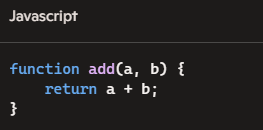 Javascript
function add(a, b) {
    return a + b;
}